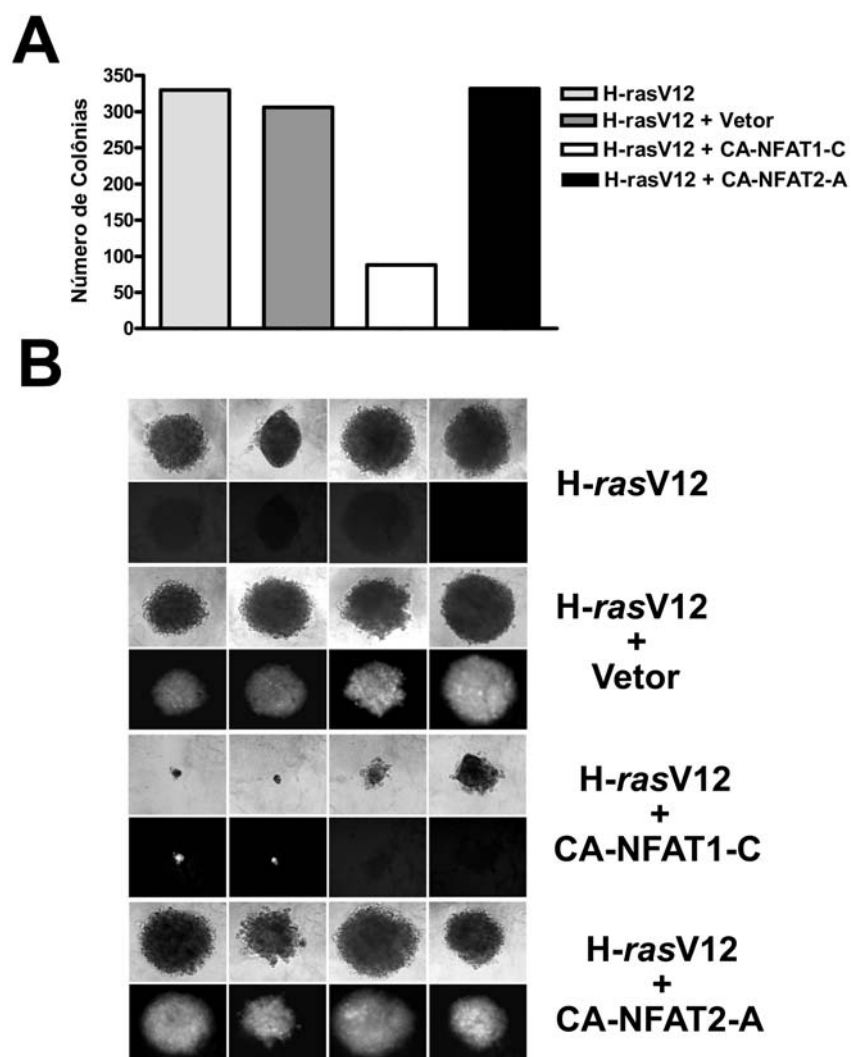 A
350
300
250
200
150
100
50
0
Número de Colônias
H-rasV12
H-rasV12 + Vetor
H-rasV12 + CA-NFAT1-C
H-rasV12 + CA-NFAT2-A
B
H-rasV12
H-rasV12
+
Vetor
H-rasV12
+
CA-NFAT1-C
H-rasV12
+
CA-NFAT2-A